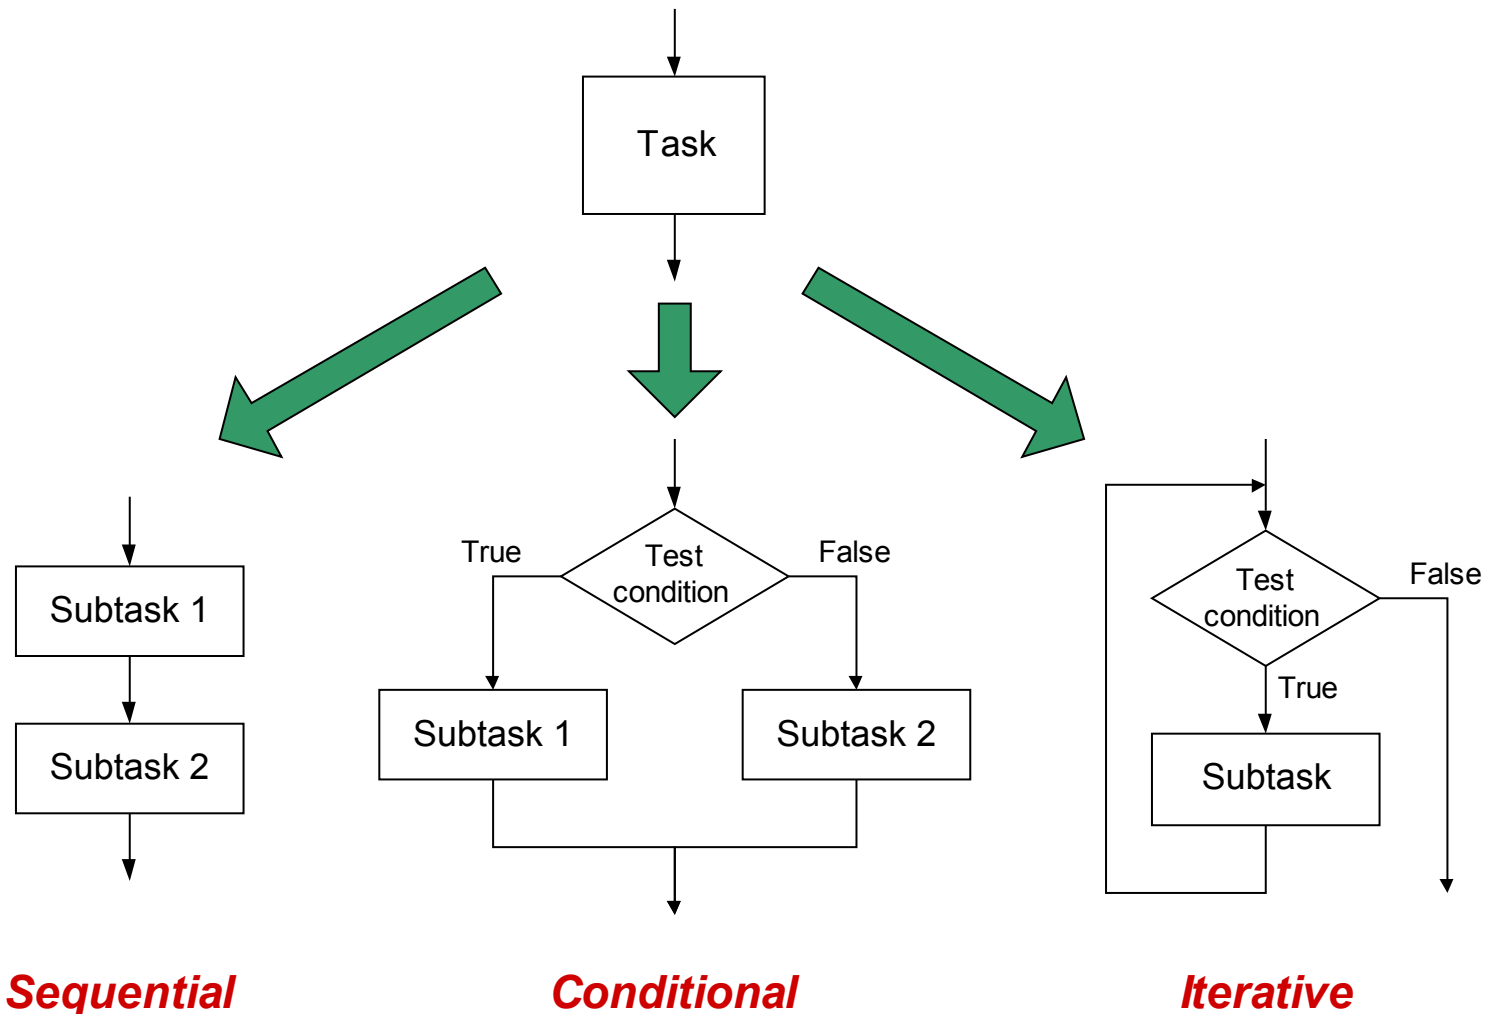 Task
Subtask 1
Subtask 2
Sequential
True
Test
condition
False
Subtask 1
Subtask 2
Conditional
Test
condition
False
True
Subtask
Iterative